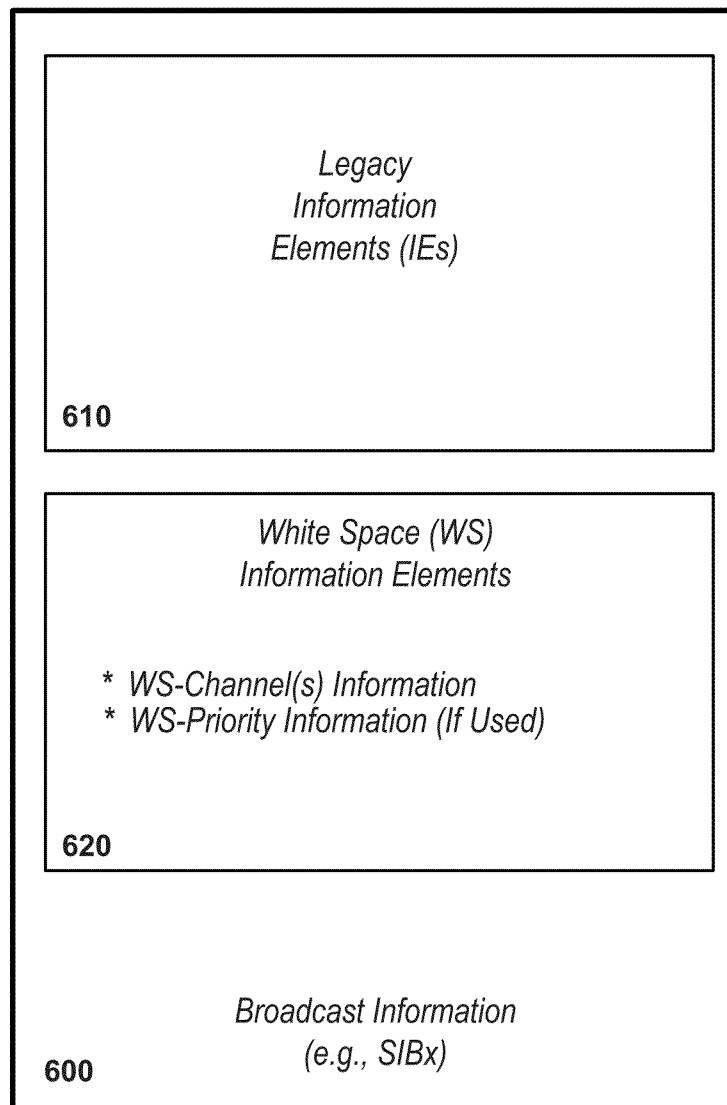 Legacy
Information
Elements (IEs)
610
White Space (WS)
Information Elements
* WS-Channel(s) Information
* WS-Priority Information (If Used)
620
Broadcast Information
(e.g., SIBx)
600